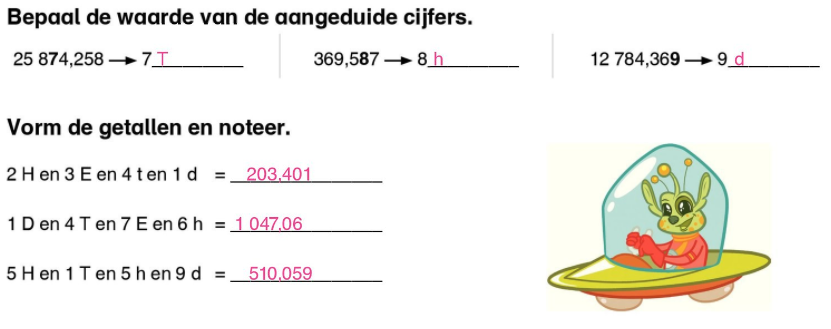 Bepaal de waarde van de aangeduide cijfers.
25 874,258 → 7 T 369,587 → 8 h 12 784,369 → 9 d
Vorm de getallen en noteer.
2 H en 3 E en 4 t en 1 d = 203,401
1 D en 4 T en 7 E en 6 h = 1 047,06
5 H en 1 T en 5 h en 9 d = 510,059